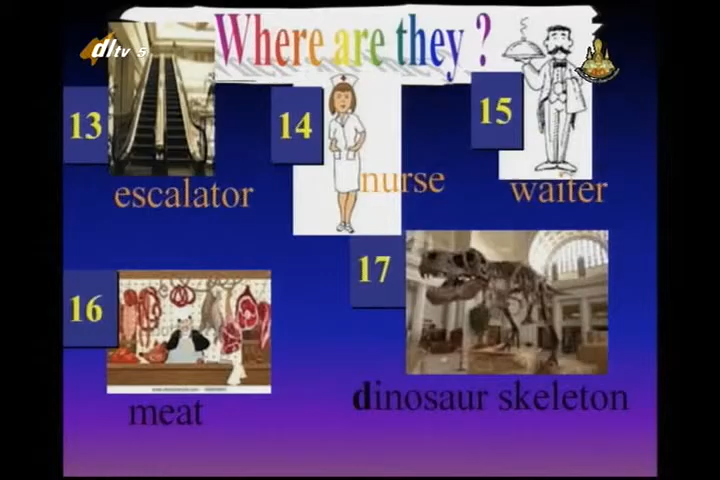 dltv 5
Where are they ?
13
escalator
14
nurse
15
waiter
16
meat
17
dinosaur skeleton